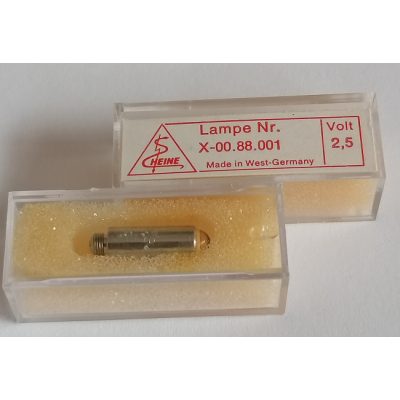 HEINE
Lampe Nr.
X-00.88.001
Made in West-Germany
Volt
2,5